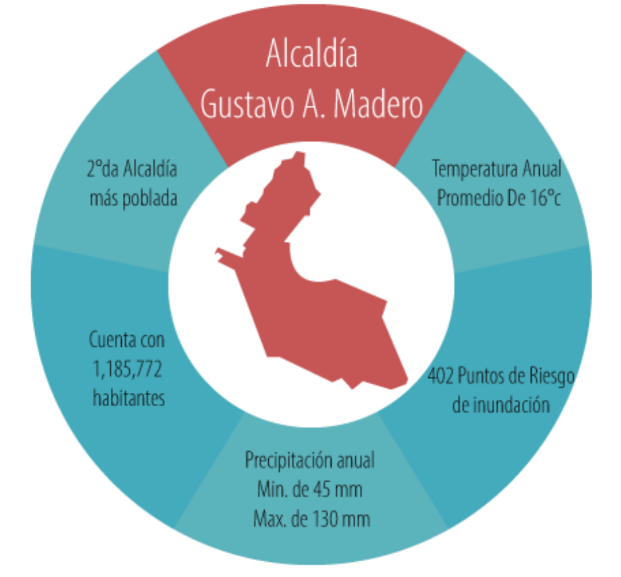 Alcaldía
Gustavo A. Madero
Temperatura Anual
Promedio De 16°c
402 Puntos de Riesgo
de inundación
Precipitación anual
Min. de 45 mm
Max. de 130 mm
Cuenta con
1,185,772
habitantes
2°da Alcaldía
más poblada